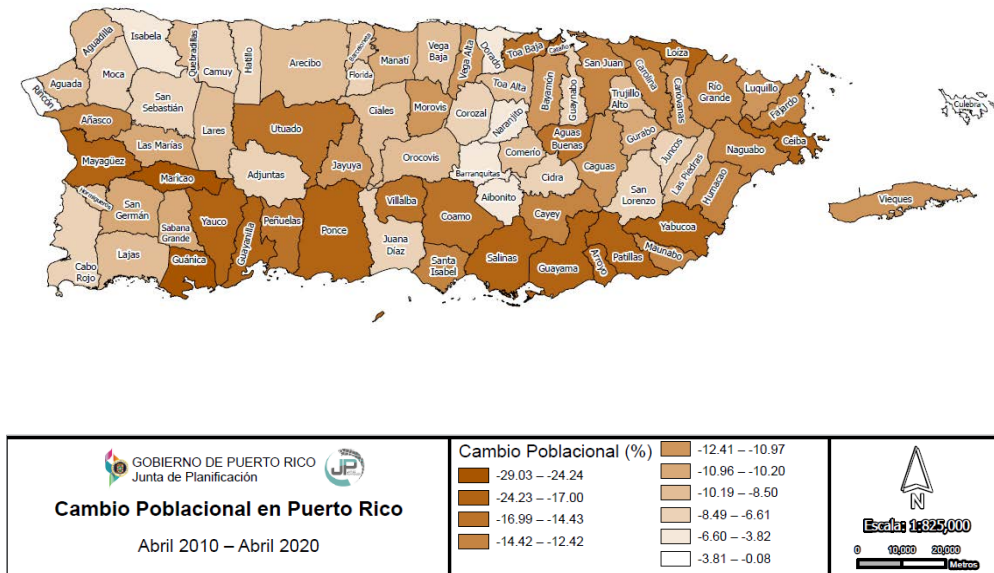 Aguadilla
Isabela
Quebradillas
Camuy
Hatillo
Arecibo
Barceloneta
Florida
Manatí
Vega
Baja
Vega Alta
Dorado
Toa Baja
Cataño
San Juan
Loíza
Aguada
Moca
Rincón
San
Sebastián
Lares
Utuado
Ciales
Morovis
Corozal
Toa Alta
Naranjito
Bayamón
Guaynabo
Trujillo
Alto
Carolina
Canóvanas
Río
Grande
Luquillo
Fajardo
Culebra
Añasco
Las Marías
Mayagüez
Maricao
Adjuntas
Jayuya
Orocovis
Barranquitas
Comerío
Aguas
Buenas
Cidra
Caguas
Gurabo
Juncos
San
Lorenzo
Las Piedras
Humacao
Naguabo
Ceiba
Vieques
Hormigueros
San
Germán
Sabana
Grande
Yauco
Guayanilla
Peñuelas
Ponce
Villalba
Juana
Díaz
Coamo
Aibonito
Cayey
Santa
Isabel
Salinas
Guayama
Arroyo
Patillas
Maunabo
Yabucoa
Cabo
Rojo
Lajas
Guánica
GOBIERNO DE PUERTO RICO
Junta de Planificación
JP
Cambio Poblacional en Puerto Rico
Abril 2010 – Abril 2020
Cambio Poblacional (%)
-29.03 – -24.24
-24.23 – -17.00
-16.99 – -14.43
-14.42 – -12.42
-12.41 – -10.97
-10.96 – -10.20
-10.19 – -8.50
-8.49 – -6.61
-6.60 – -3.82
-3.81 – -0.08
N
Escala: 1:825,000
0 10,000 20,000
Metros